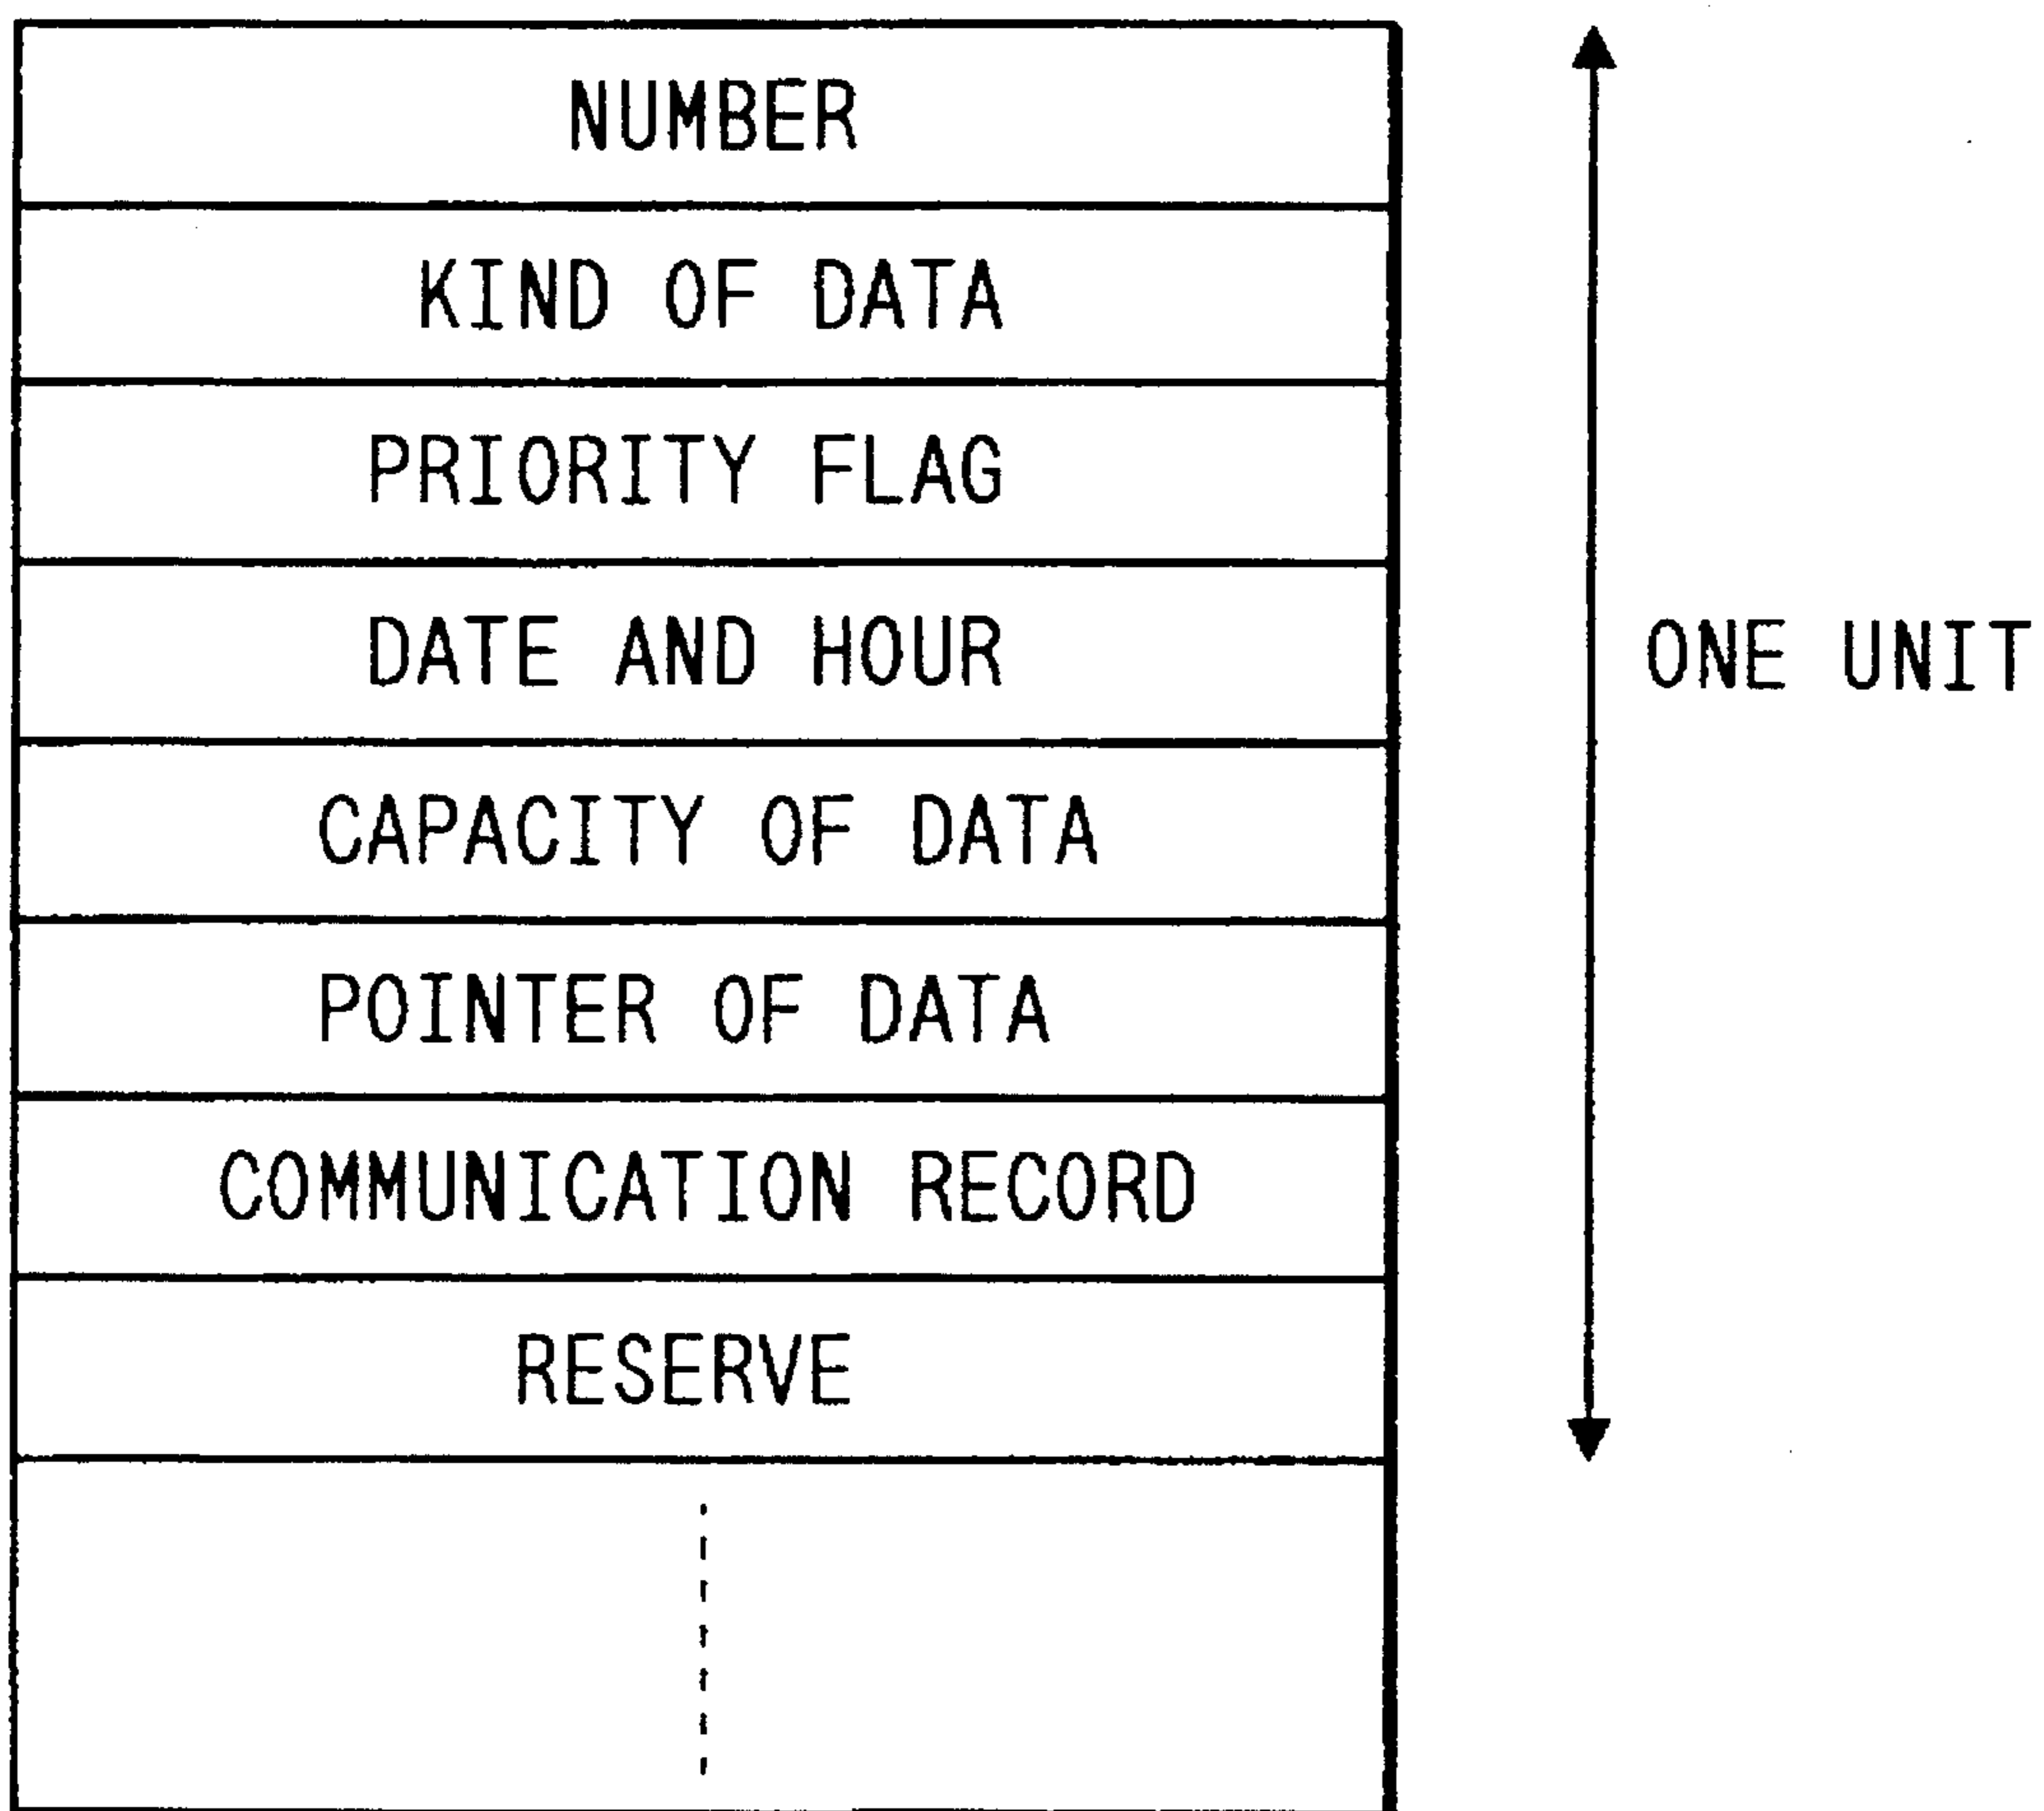 NUMBER
KIND OF DATA
PRIORITY FLAG
DATE AND HOUR
ONE UNIT
CAPACITY OF DATA
POINTER OF DATA
COMMUNICATION RECORD
RESERVE